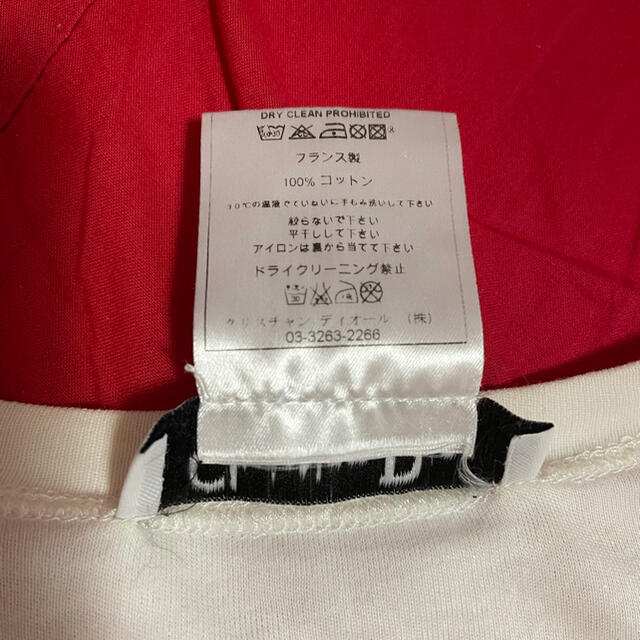 DRY CLEAN PROHIBITED
フランス製
100% コットン
30℃の温液でていねいに手もみ洗いして下さい
絞らないで下さい
平干しして下さい
アイロンは裏から当てて下さい
ドライクリーニング禁止
30
クリスチャン ディオール (株)
03-3263-2266